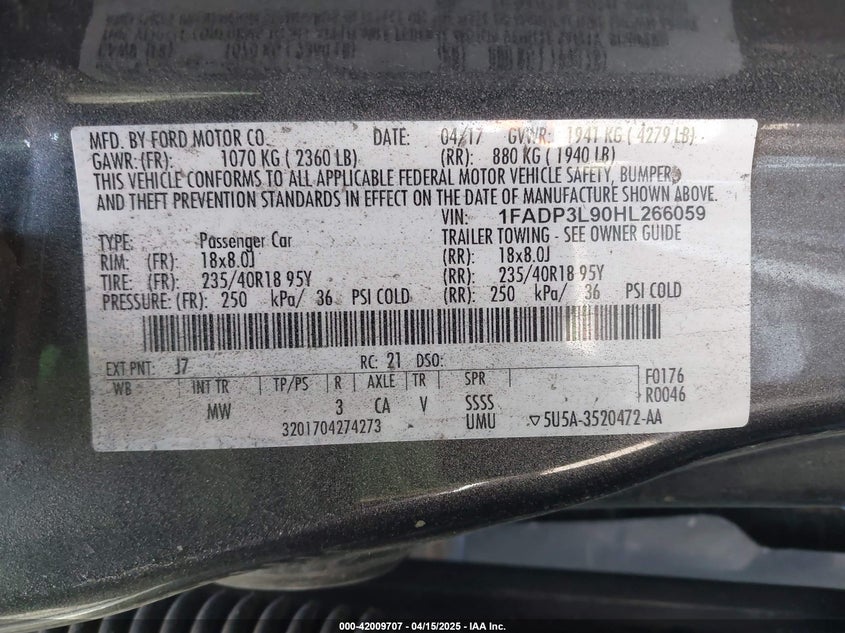 MFD. BY FORD MOTOR CO. DATE: 04/17 GVWR: 1941 KG ( 4279 LB)
GAWR:(FR): 1070 KG ( 2360 LB) (RR): 880 KG ( 1940 LB)
THIS VEHICLE CONFORMS TO ALL APPLICABLE FEDERAL MOTOR VEHICLE SAFETY, BUMPER,
AND THEFT PREVENTION STANDARDS IN EFFECT ON THE DATE OF MANUFACTURE SHOWN ABOVE.
VIN: 1FADP3L90HL266059
TYPE: Passenger Car TRAILER TOWING - SEE OWNER GUIDE
RIM: (FR): 18x8.0J (RR): 18x8.0J
TIRE: (FR): 235/40R18 95Y (RR): 235/40R18 95Y
PRESSURE: (FR): 250 kPa/ 36 PSI COLD (RR): 250 kPa/ 36 PSI COLD
EXT PNT: J7 RC: 21 DSO: F0176
WB INT TR TP/PS R AXLE TR SPR R0046
MW 3 CA V SSSS
3201704274273 UMU ▽5U5A-3520472-AA
000-42009707 - 04/15/2025 - IAA Inc.